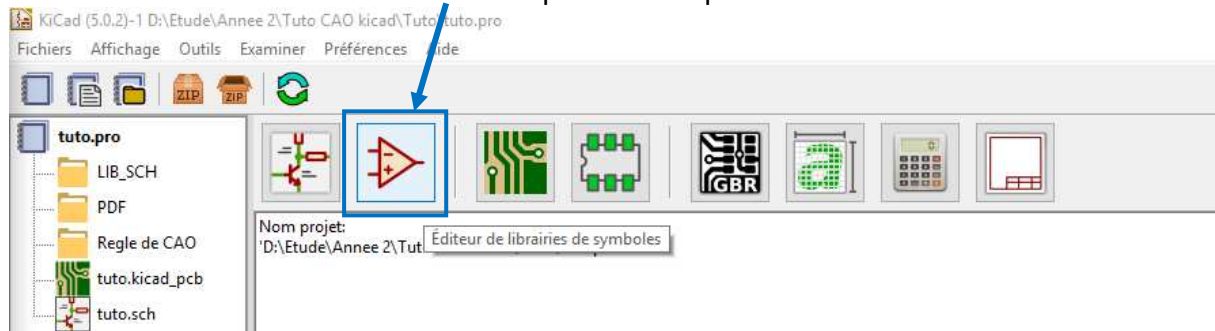 KiCad (5.0.2)-1 D:\Etude\Annee 2\Tuto CAO kicad\Tuto\tuto.pro
Fichiers Affichage Outils Examiner Préférences Aide
ZIP ZIP
tuto.pro
LIB_SCH
PDF
Regle de CAO
tuto.kicad_pcb
tuto.sch
GBR a 0
Nom projet:
'D:\Etude\Annee 2\Tut
Éditeur de librairies de symboles